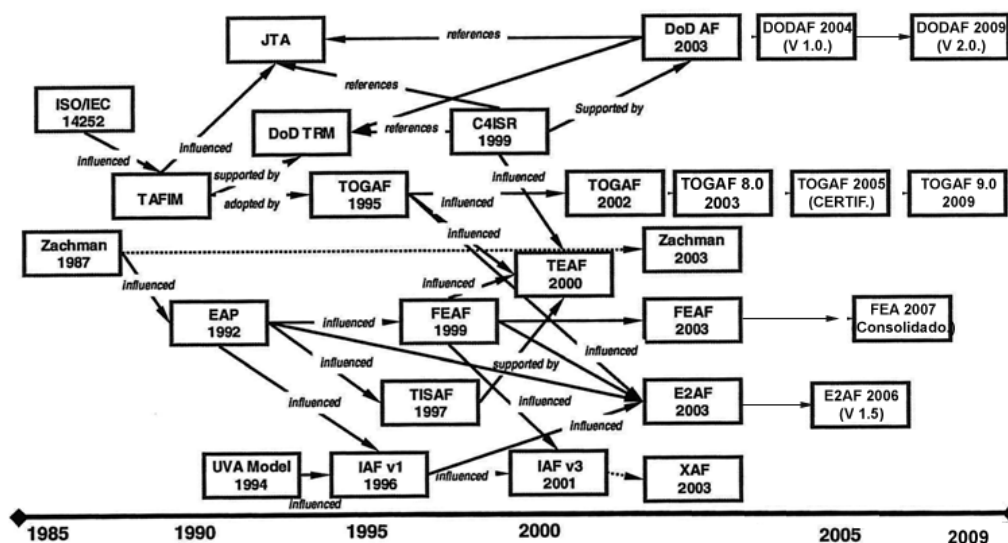 JTA
references
DoD AF
2003
DODAF 2004
(V 1.0.)
DODAF 2009
(V 2.0.)
references
ISO/IEC
14252
Supported by
DoD TRM
references
C4ISR
1999
influenced
influenced
supported by
influenced
TAFIM
adopted by
TOGAF
1995
influenced
TOGAF
2002
TOGAF 8.0
2003
TOGAF 2005
(CERTIF.)
TOGAF 9.0
2009
influenced
Zachman
1987
Zachman
2003
TEAF
2000
influenced
influenced
EAP
1992
influenced
FEAF
1999
FEAF
2003
FEA 2007
Consolidado.)
influenced
influenced
supported by
TISAF
1997
E2AF
2003
E2AF 2006
(V 1.5)
influenced
influenced
influenced
UVA Model
1994
IAF v1
1996
influenced
IAF v3
2001
XAF
2003
influenced
1985
1990
1995
2000
2005
2009